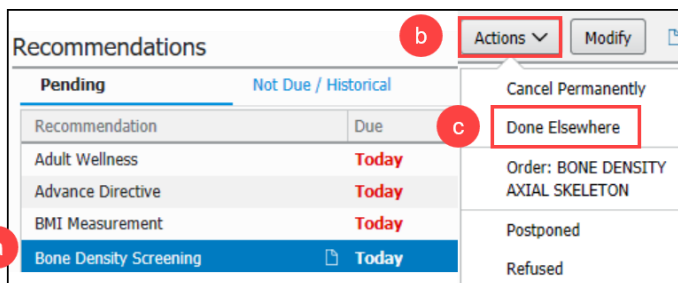 Recommendations
Pending
Not Due / Historical
Recommendation
Due
Adult Wellness
Today
Advance Directive
Today
BMI Measurement
Today
Bone Density Screening
Today
b
Actions
Modify
Cancel Permanently
c
Done Elsewhere
Order: BONE DENSITY
AXIAL SKELETON
Postponed
Refused